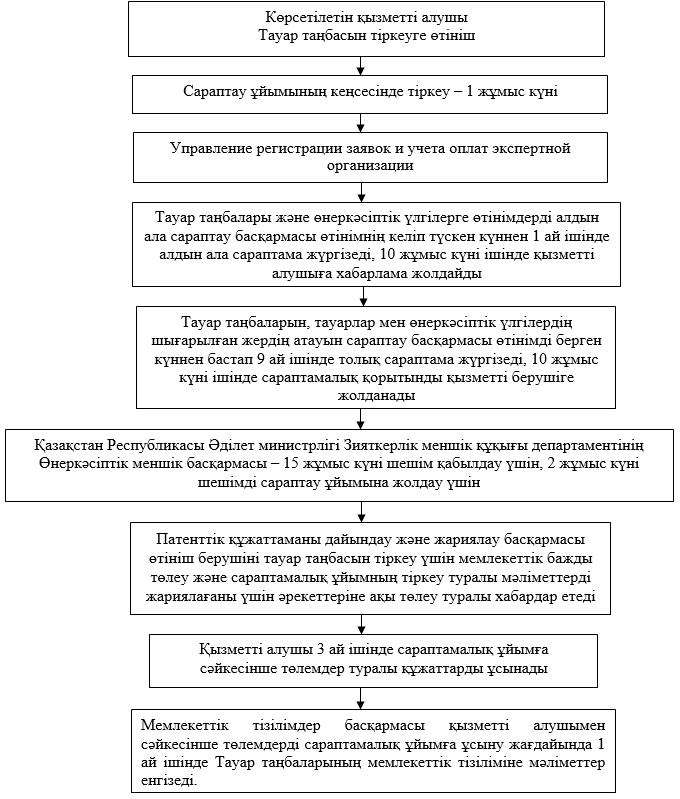 Көрсетілетін қызметті алушы
Тауар таңбасын тіркеуге өтініш
Сараптау ұйымының кеңсесінде тіркеу – 1 жұмыс күні
Управление регистрации заявок и учета оплат экспертной
организации
Тауар таңбалары және өнеркәсіптік үлгілерге өтінімдерді алдын
ала сараптау басқармасы өтінімнің келіп түскен күннен 1 ай ішінде
алдын ала сараптама жүргізеді, 10 жұмыс күні ішінде қызметті
алушыға хабарлама жолдайды
Тауар таңбаларын, тауарлар мен өнеркәсіптік үлгілердің
шығарылған жердің атауын сараптау басқармасы өтінімді берген
күннен бастап 9 ай ішінде толық сараптама жүргізеді, 10 жұмыс
күні ішінде сараптамалық қорытынды қызметті берушіге
жолданады
Қазақстан Республикасы Әділет министрлігі Зияткерлік меншік құқығы департаментінің
Өнеркәсіптік меншік басқармасы – 15 жұмыс күні шешім қабылдау үшін, 2 жұмыс күні
шешімді сараптау ұйымына жолдау үшін
Патенттік құжаттаманы дайындау және жариялау басқармасы
өтініш берушіні тауар таңбасын тіркеу үшін мемлекеттік бажды
төлеу және сараптамалық ұйымның тіркеу туралы мәліметтерді
жариялағаны үшін әрекеттеріне ақы төлеу туралы хабардар етеді
Қызметті алушы 3 ай ішінде сараптамалық ұйымға
сәйкесінше төлемдер туралы құжаттарды ұсынады
Мемлекеттік тізілімдер басқармасы қызметті алушымен
сәйкесінше төлемдерді сараптамалық ұйымға ұсыну жағдайында 1
ай ішінде Тауар таңбаларының мемлекеттік тізіліміне мәліметтер
енгізеді.